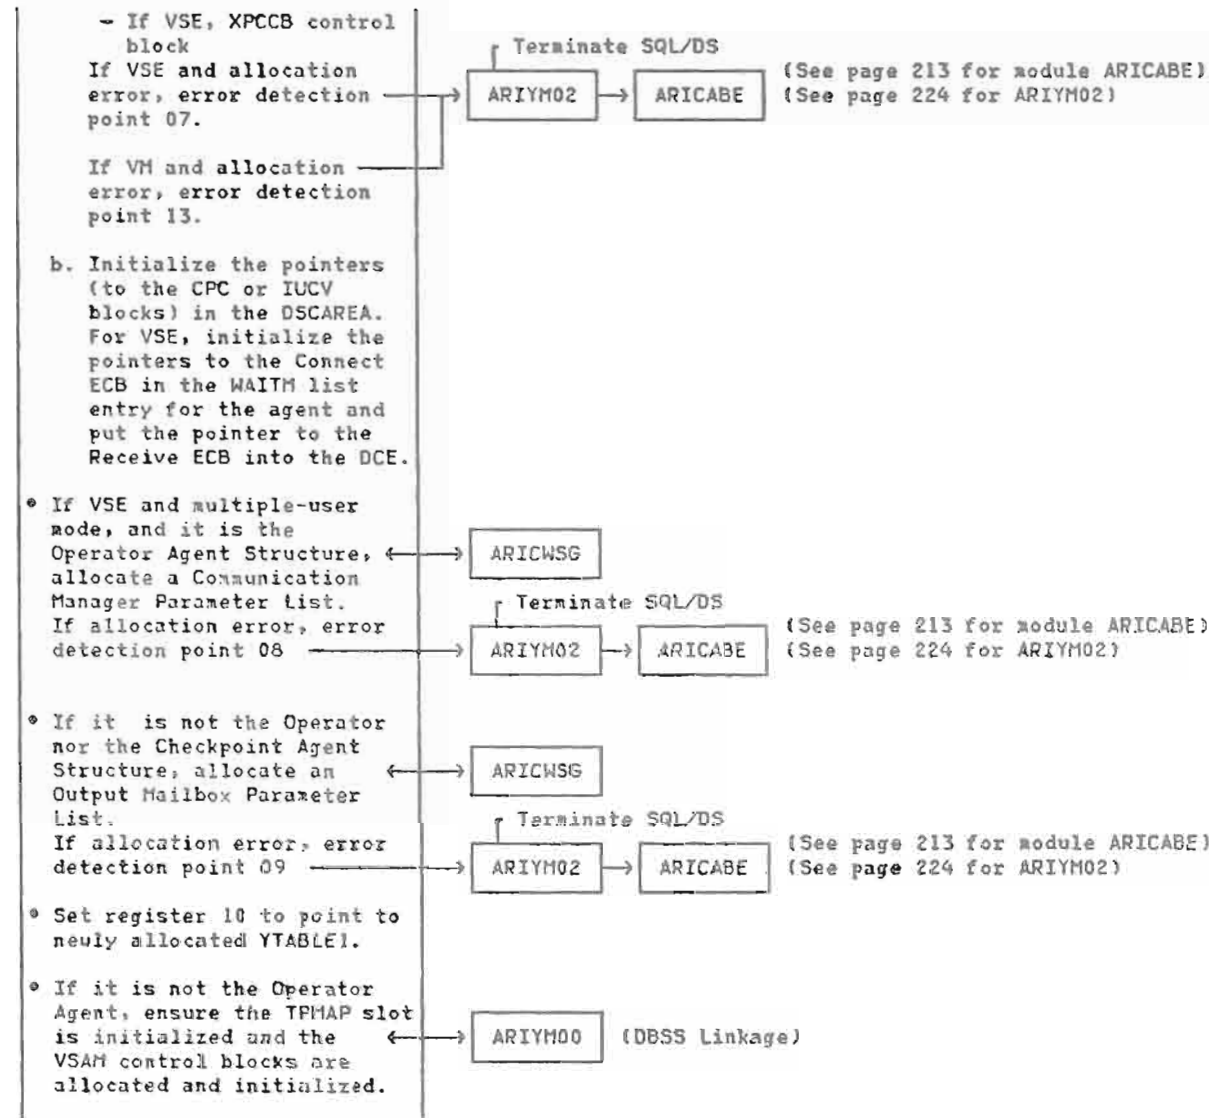 - If VSE, XPCCB control
block
If VSE and allocation
error, error detection
point 07.
Terminate SQL/DS
ARIYM02
ARICABE
(See page 213 for module ARICABE)
(See page 224 for ARIYM02)
If VM and allocation
error, error detection
point 13.
b. Initialize the pointers
(to the CPC or IUCV
blocks) in the DSCAREA.
For VSE, initialize the
pointers to the Connect
ECB in the WAITM list
entry for the agent and
put the pointer to the
Receive ECB into the DCE.
• If VSE and multiple-user
mode, and it is the
Operator Agent Structure,
allocate a Communication
Manager Parameter List.
ARICWSG
If allocation error, error
detection point 08
Terminate SQL/DS
ARIYM02
ARICABE
(See page 213 for module ARICABE)
(See page 224 for ARIYM02)
• If it is not the Operator
nor the Checkpoint Agent
Structure, allocate an
Output Mailbox Parameter
List.
ARICWSG
If allocation error, error
detection point 09
Terminate SQL/DS
ARIYM02
ARICABE
(See page 213 for module ARICABE)
(See page 224 for ARIYM02)
• Set register 10 to point to
newly allocated YTABLE1.
• If it is not the Operator
Agent, ensure the TPMAP slot
is initialized and the
VSAM control blocks are
allocated and initialized.
ARIYM00
(DBSS Linkage)